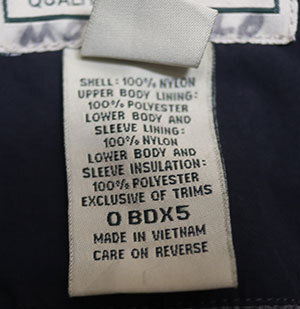 SHELL: 100% NYLON
UPPER BODY LINING:
100% POLYESTER
LOWER BODY AND
SLEEVE LINING:
100% NYLON
LOWER BODY AND
SLEEVE INSULATION:
100% POLYESTER
EXCLUSIVE OF TRIMS
0 BDX5
MADE IN VIETNAM
CARE ON REVERSE